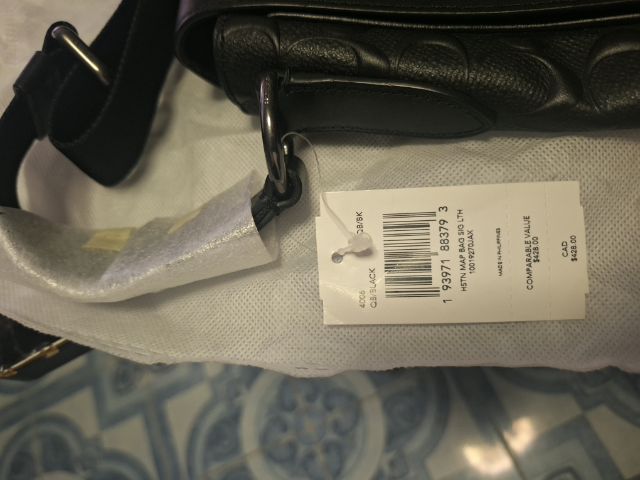 4006
QB/BLACK
QB/BK
1 93971 88379 3
HSTN MAP BAG SIG LTH
10019270JAX
MADE IN PHILIPPINES
COMPARABLE VALUE
$428.00
CAD
$428.00